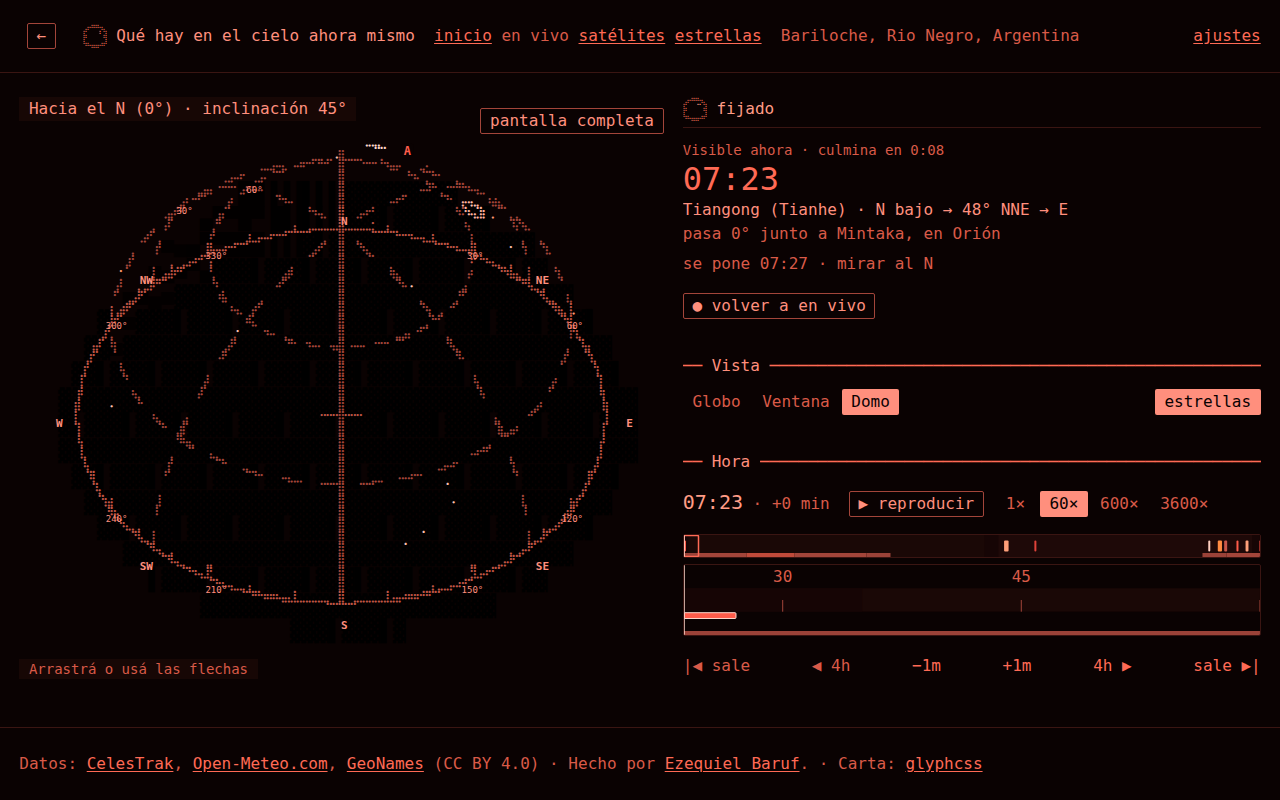 ← Qué hay en el cielo ahora mismo inicio en vivo satélites estrellas Bariloche, Rio Negro, Argentina ajustes
Hacia el N (0°) · inclinación 45°
pantalla completa
A
60°
30°
N
330°
30°
NW
NE
300°
60°
W
E
240°
120°
SW
SE
210°
150°
S
Arrastrá o usá las flechas
fijado
Visible ahora · culmina en 0:08
07:23
Tiangong (Tianhe) · N bajo → 48° NNE → E
pasa 0° junto a Mintaka, en Orión
se pone 07:27 · mirar al N
● volver a en vivo
Vista
Globo Ventana Domo estrellas
Hora
07:23 · +0 min ▶ reproducir 1× 60× 600× 3600×
30 45
|◀ sale ◀ 4h −1m +1m 4h ▶ sale ▶|
Datos: CelesTrak, Open-Meteo.com, GeoNames (CC BY 4.0) · Hecho por Ezequiel Baruf. · Carta: glyphcss